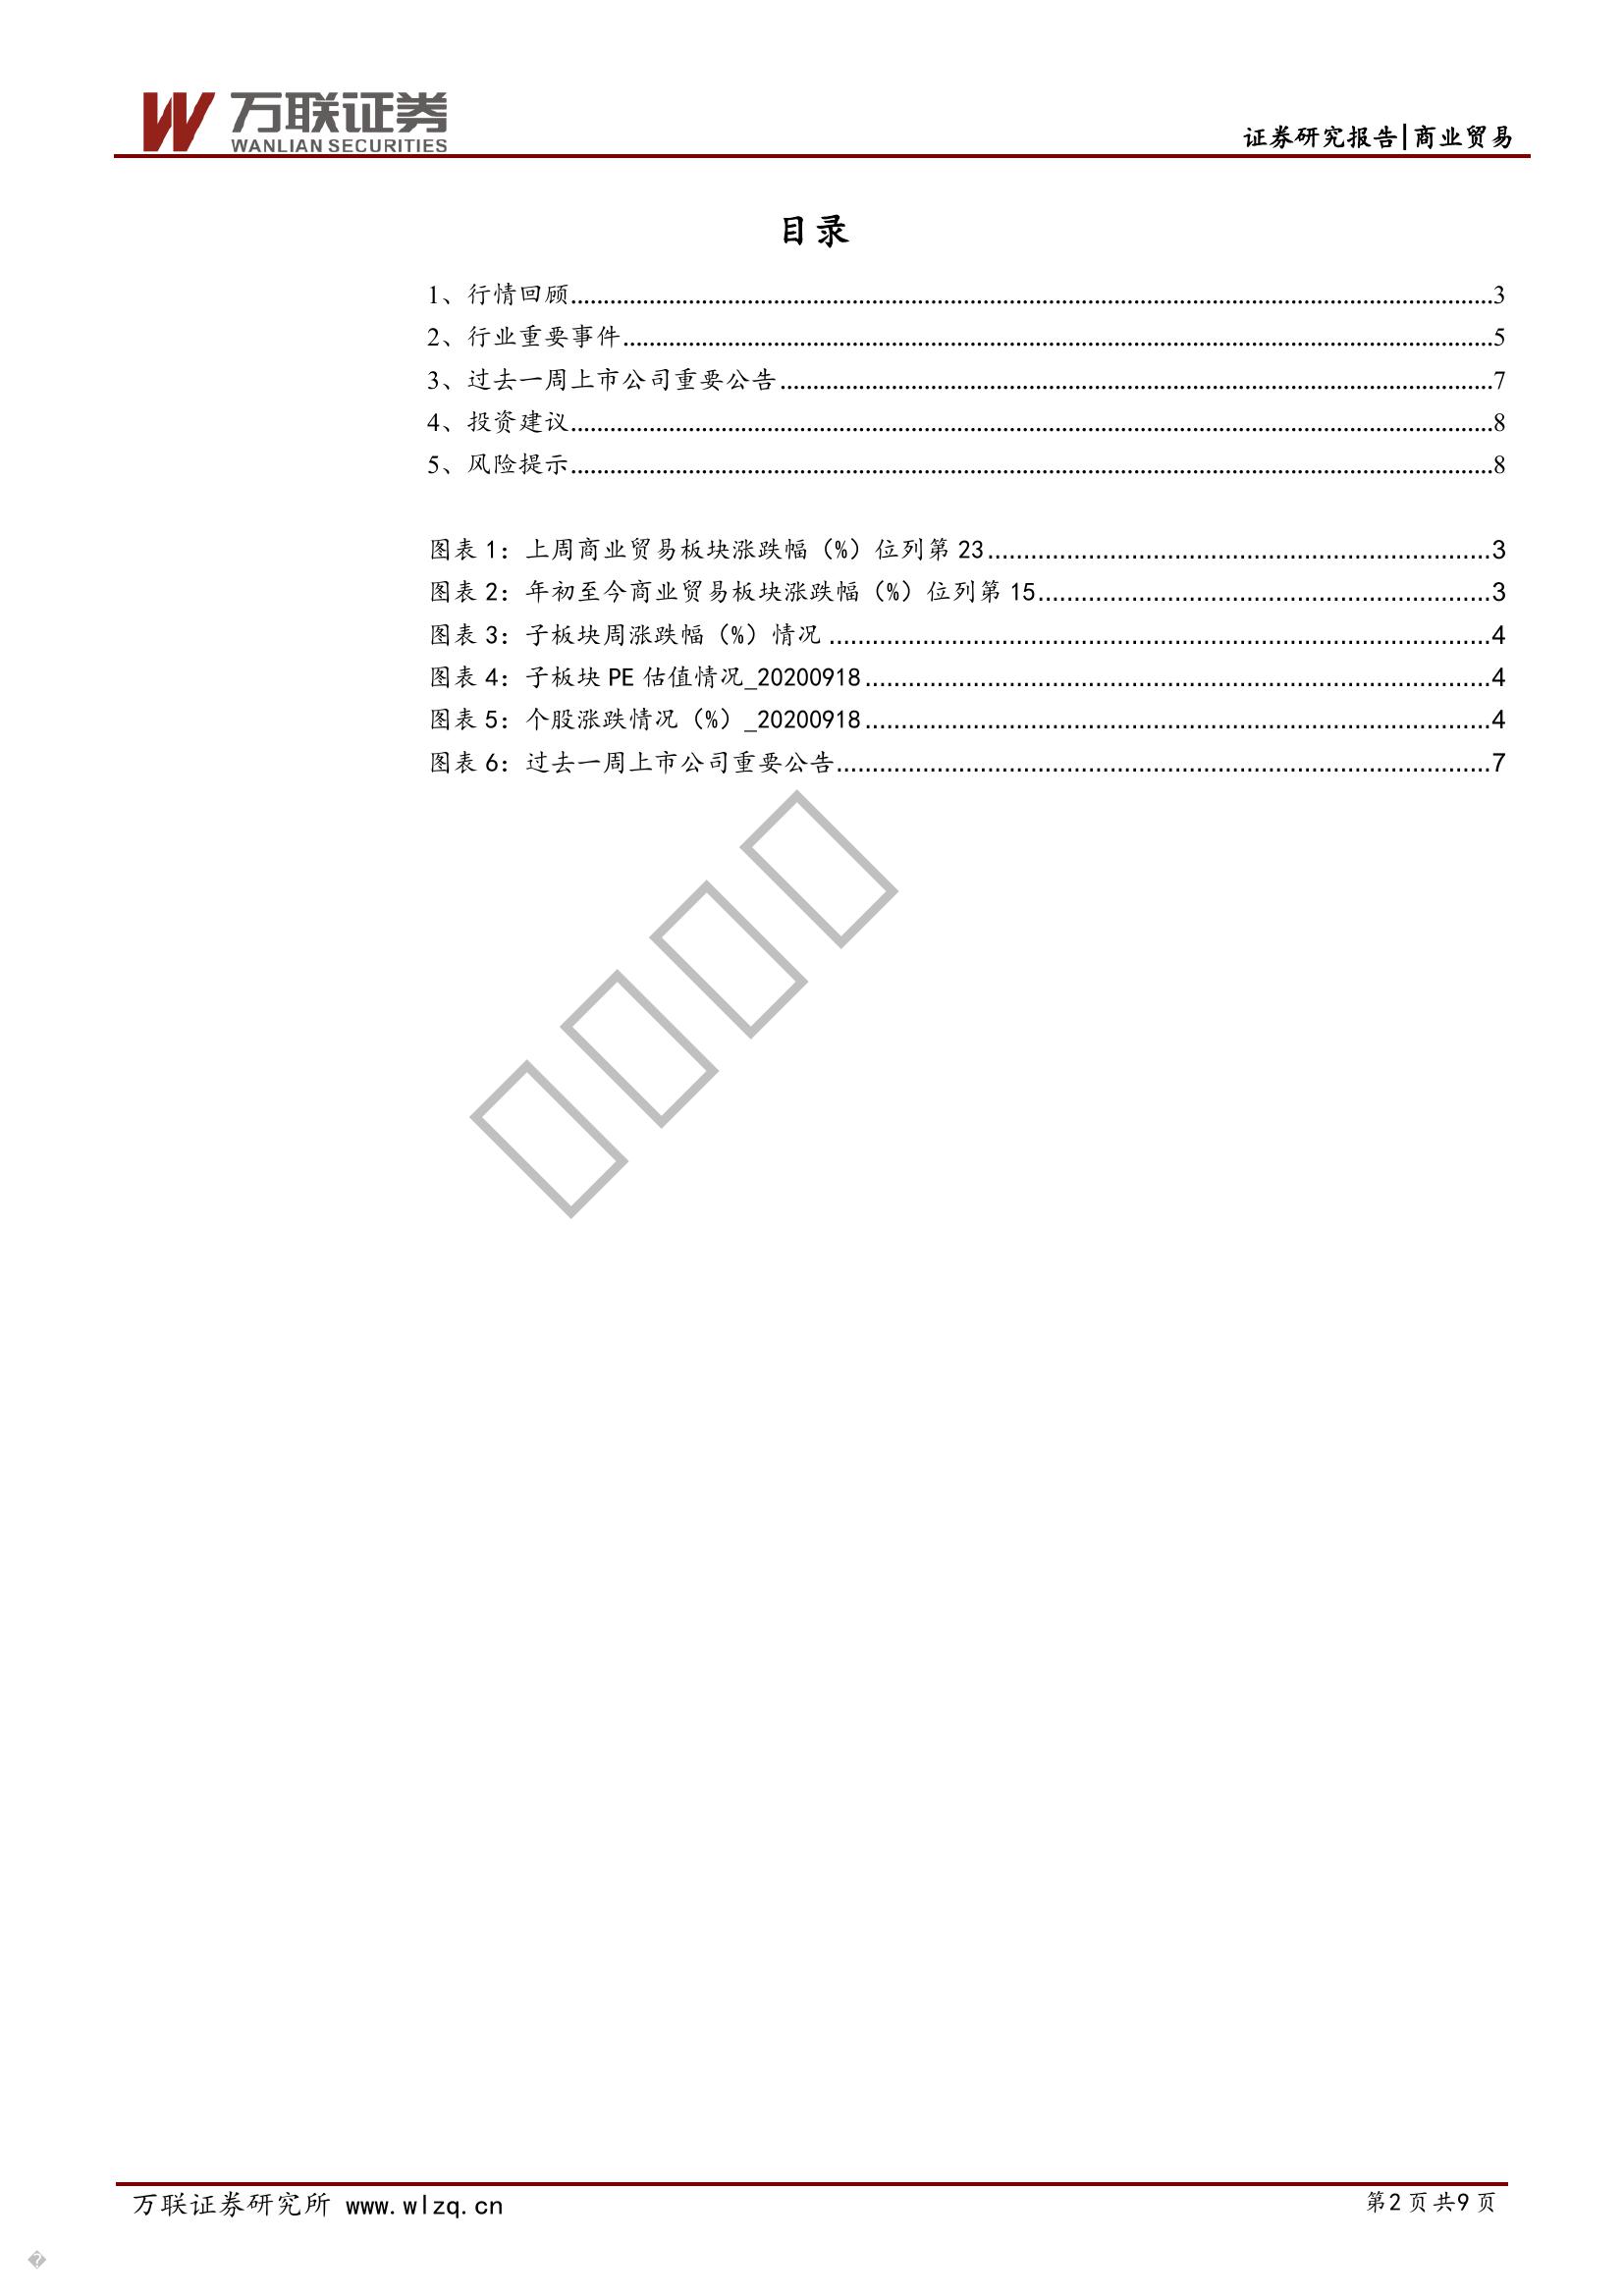 万联证券
WANLIAN SECURITIES
证券研究报告|商业贸易
目录
1、行情回顾........................3
2、行业重要事件........................5
3、过去一周上市公司重要公告........................7
4、投资建议........................8
5、风险提示........................8
图表 1：上周商业贸易板块涨跌幅（%）位列第 23........................3
图表 2：年初至今商业贸易板块涨跌幅（%）位列第 15........................3
图表 3：子板块周涨跌幅（%）情况........................4
图表 4：子板块 PE 估值情况_20200918........................4
图表 5：个股涨跌情况（%）_20200918........................4
图表 6：过去一周上市公司重要公告........................7
万联证券研究所 www.wlzq.cn
第2 页 共9 页